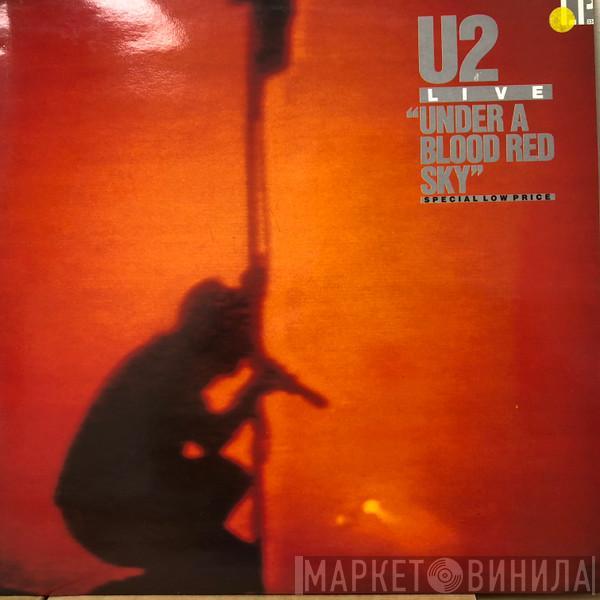 U2
LIVE
"UNDER A
BLOOD RED
SKY"
SPECIAL LOW PRICE
МАРКЕТ ВИНИЛА